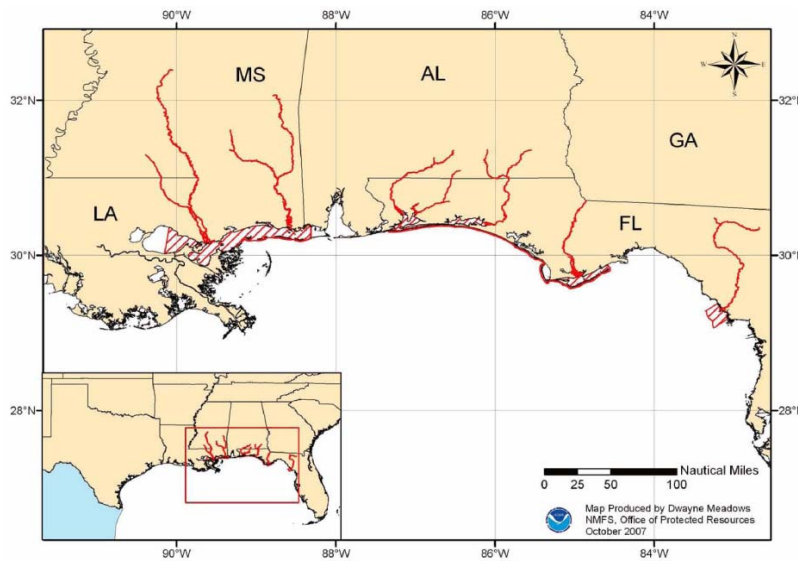 90°W 88°W 86°W 84°W
MS AL
32°N 32°N
GA
LA FL
30°N 30°N
28°N 28°N
N
W E
S
Nautical Miles
0 25 50 100
Map Produced by Dwayne Meadows
NMFS, Office of Protected Resources
October 2007
90°W 88°W 86°W 84°W